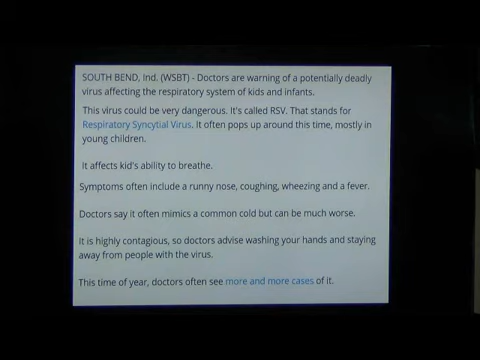 SOUTH BEND, Ind. (WSBT) - Doctors are warning of a potentially deadly
virus affecting the respiratory system of kids and infants.
This virus could be very dangerous. It's called RSV. That stands for
Respiratory Syncytial Virus. It often pops up around this time, mostly in
young children.
It affects kid's ability to breathe.
Symptoms often include a runny nose, coughing, wheezing and a fever.
Doctors say it often mimics a common cold but can be much worse.
It is highly contagious, so doctors advise washing your hands and staying
away from people with the virus.
This time of year, doctors often see more and more cases of it.